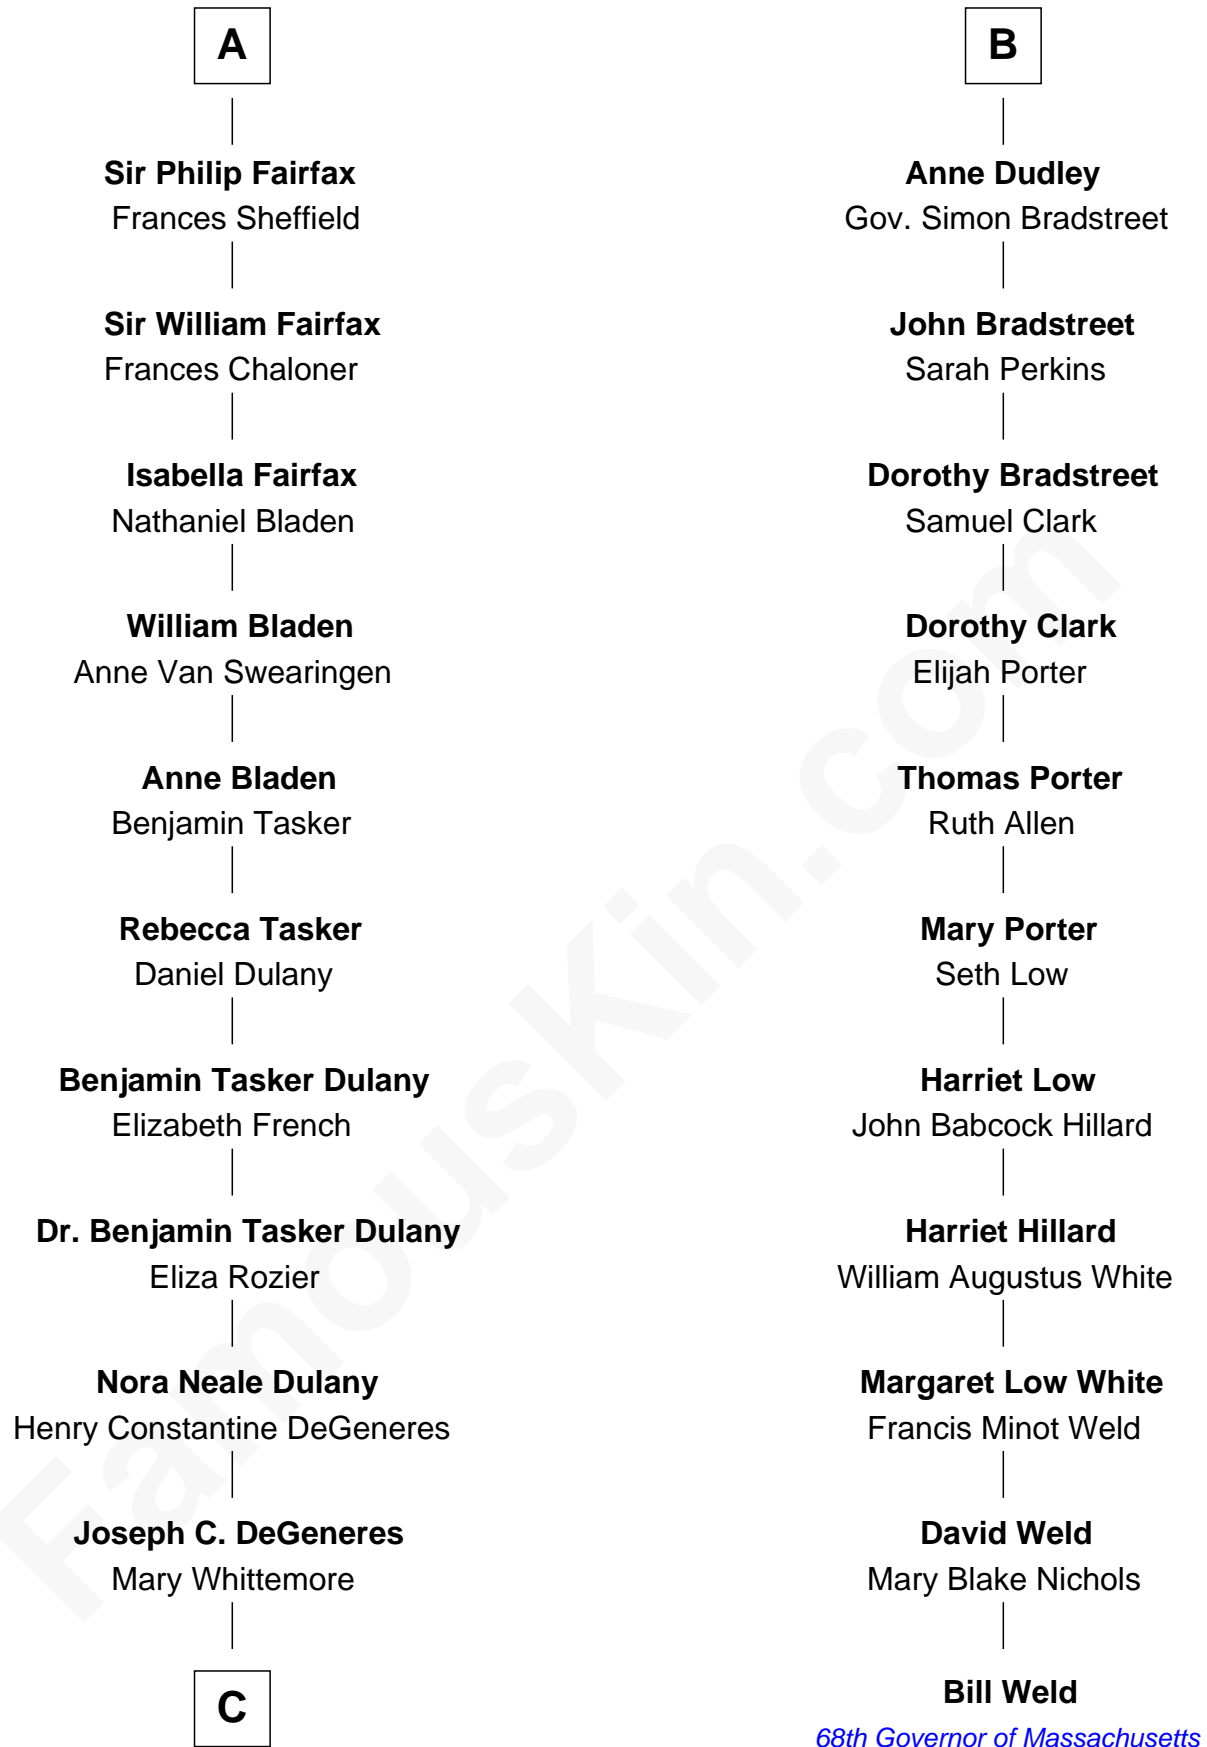 A
Sir Philip Fairfax
Frances Sheffield
Sir William Fairfax
Frances Chaloner
Isabella Fairfax
Nathaniel Bladen
William Bladen
Anne Van Swearingen
Anne Bladen
Benjamin Tasker
Rebecca Tasker
Daniel Dulany
Benjamin Tasker Dulany
Elizabeth French
Dr. Benjamin Tasker Dulany
Eliza Rozier
Nora Neale Dulany
Henry Constantine DeGeneres
Joseph C. DeGeneres
Mary Whittemore
C
B
Anne Dudley
Gov. Simon Bradstreet
John Bradstreet
Sarah Perkins
Dorothy Bradstreet
Samuel Clark
Dorothy Clark
Elijah Porter
Thomas Porter
Ruth Allen
Mary Porter
Seth Low
Harriet Low
John Babcock Hillard
Harriet Hillard
William Augustus White
Margaret Low White
Francis Minot Weld
David Weld
Mary Blake Nichols
Bill Weld
68th Governor of Massachusetts
FamousKin.com